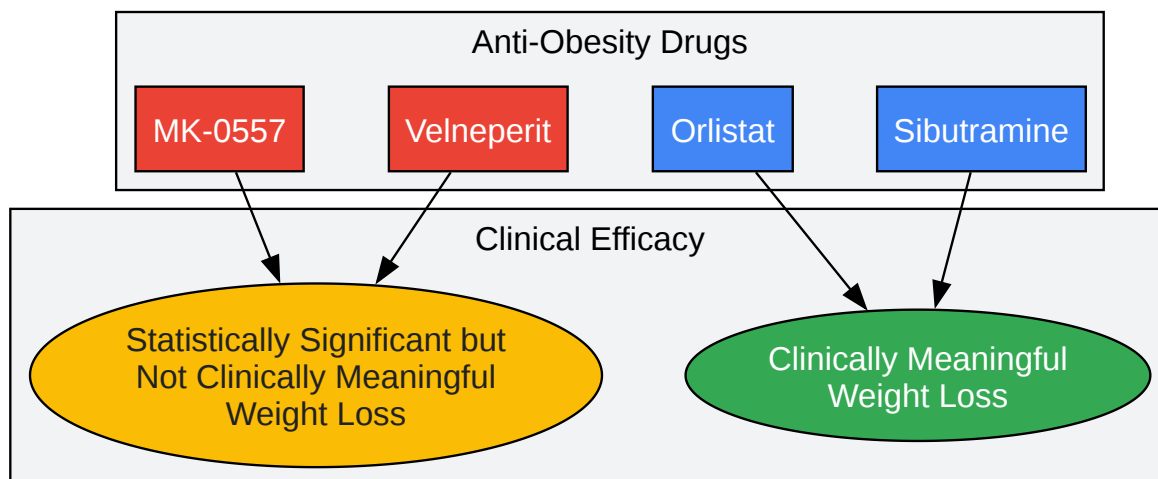 Anti-Obesity Drugs
MK-0557
Velneperit
Orlistat
Sibutramine
Clinical Efficacy
Statistically Significant but
Not Clinically Meaningful
Weight Loss
Clinically Meaningful
Weight Loss